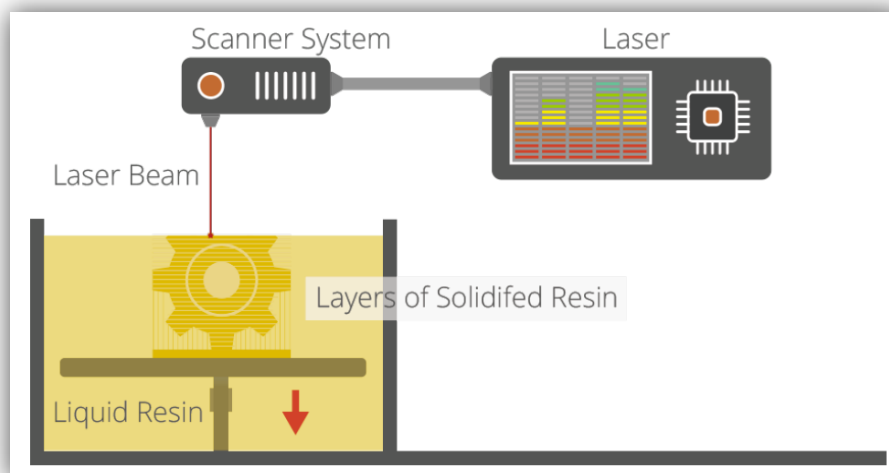 Scanner System
Laser
Laser Beam
Layers of Solidifed Resin
Liquid Resin